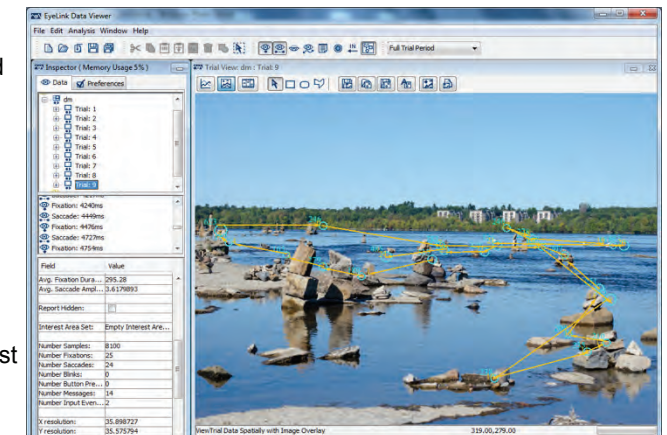 EyeLink Data Viewer
File Edit Analysis Window Help
Full Trial Period
Inspector ( Memory Usage 5% )
Trial View: dm : Trial: 9
Data Preferences
dm
Trial: 1
Trial: 2
Trial: 3
Trial: 4
Trial: 5
Trial: 6
Trial: 7
Trial: 8
Trial: 9
Fixation: 4240ms
Saccade: 4449ms
Fixation: 4476ms
Saccade: 4727ms
Fixation: 4754ms
Field Value
Avg. Fixation Dura... 295.28
Avg. Saccade Ampl... 3.6179893
Report Hidden:
Interest Area Set: Empty Interest Are...
st
Number Samples: 8100
Number Fixations: 25
Number Saccades: 24
Number Blinks: 0
Number Button Pre... 0
Number Messages: 14
Number Input Even... 2
X resolution: 35.898727
Y resolution: 35.575794
ViewTrial Data Spatially with Image Overlay 319.00,279.08